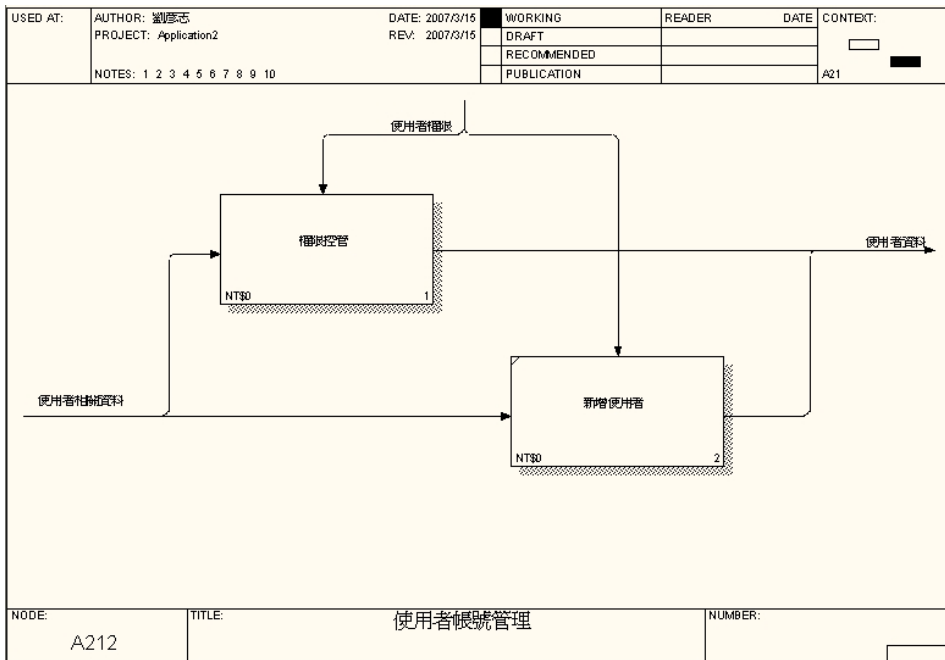 USED AT:
AUTHOR: 劉彥志
DATE: 2007/3/15
WORKING
READER
DATE
CONTEXT:
PROJECT: Application2
REV: 2007/3/15
DRAFT
RECOMMENDED
NOTES: 1 2 3 4 5 6 7 8 9 10
PUBLICATION
A21
使用者權限
權限控管
NT$0
1
使用者資料
使用者相關資料
新增使用者
NT$0
2
NODE:
TITLE:
使用者帳號管理
NUMBER:
A212